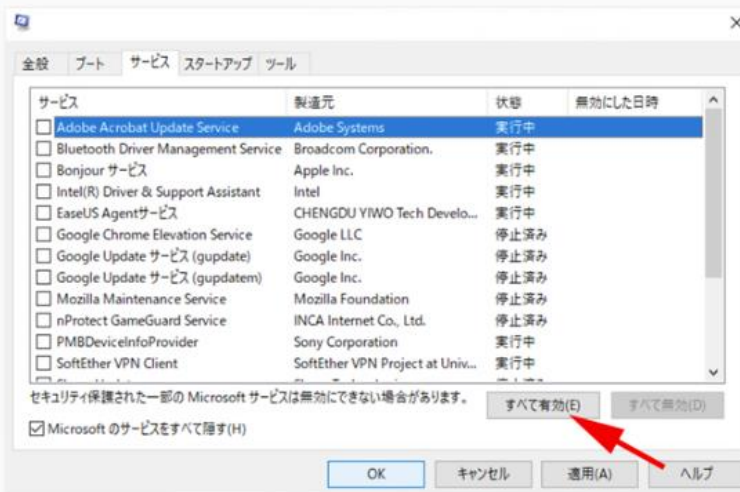 全般 ブート サービス スタートアップ ツール
サービス 製造元 状態 無効にした日時
Adobe Acrobat Update Service Adobe Systems 実行中
Bluetooth Driver Management Service Broadcom Corporation. 実行中
Bonjour サービス Apple Inc. 実行中
Intel(R) Driver & Support Assistant Intel 実行中
EaseUS Agentサービス CHENGDU YIWO Tech Develo... 実行中
Google Chrome Elevation Service Google LLC 停止済み
Google Update サービス (gupdate) Google Inc. 停止済み
Google Update サービス (gupdatem) Google Inc. 停止済み
Mozilla Maintenance Service Mozilla Foundation 停止済み
nProtect GameGuard Service INCA Internet Co., Ltd. 停止済み
PMBDeviceInfoProvider Sony Corporation 実行中
SoftEther VPN Client SoftEther VPN Project at Univ... 実行中
セキュリティ保護された一部の Microsoft サービスは無効にできない場合があります。
すべて有効(E) すべて無効(D)
Microsoft のサービスをすべて隠す(H)
OK キャンセル 適用(A) ヘルプ